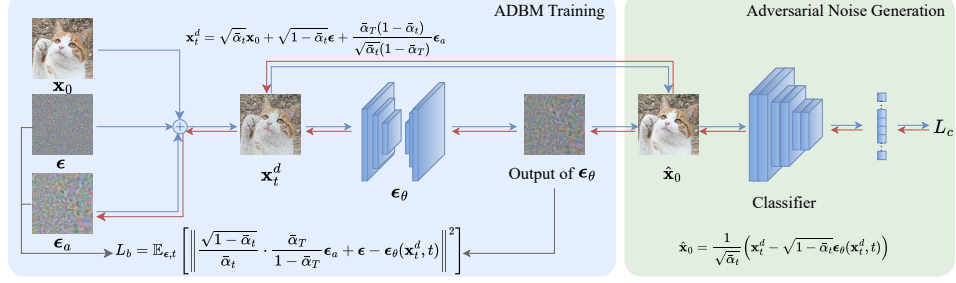 ADBM Training
Adversarial Noise Generation
$\mathbf{x}_t^d = \sqrt{\bar{\alpha}_t}\mathbf{x}_0 + \sqrt{1-\bar{\alpha}_t}\boldsymbol{\epsilon} + \frac{\bar{\alpha}_T(1-\bar{\alpha}_t)}{\sqrt{\bar{\alpha}_t}(1-\bar{\alpha}_T)}\boldsymbol{\epsilon}_a$
$\mathbf{x}_0$
$\boldsymbol{\epsilon}$
$\boldsymbol{\epsilon}_a$
$\mathbf{x}_t^d$
$\boldsymbol{\epsilon}_\theta$
Output of $\boldsymbol{\epsilon}_\theta$
$\hat{\mathbf{x}}_0$
Classifier
$L_c$
$L_b = \mathbb{E}_{\boldsymbol{\epsilon},t}\left[\left\|\frac{\sqrt{1-\bar{\alpha}_t}}{\bar{\alpha}_t} \cdot \frac{\bar{\alpha}_T}{1-\bar{\alpha}_T}\boldsymbol{\epsilon}_a + \boldsymbol{\epsilon} - \boldsymbol{\epsilon}_\theta(\mathbf{x}_t^d, t)\right\|^2\right]$
$\hat{\mathbf{x}}_0 = \frac{1}{\sqrt{\bar{\alpha}_t}}\left(\mathbf{x}_t^d - \sqrt{1-\bar{\alpha}_t}\boldsymbol{\epsilon}_\theta(\mathbf{x}_t^d, t)\right)$